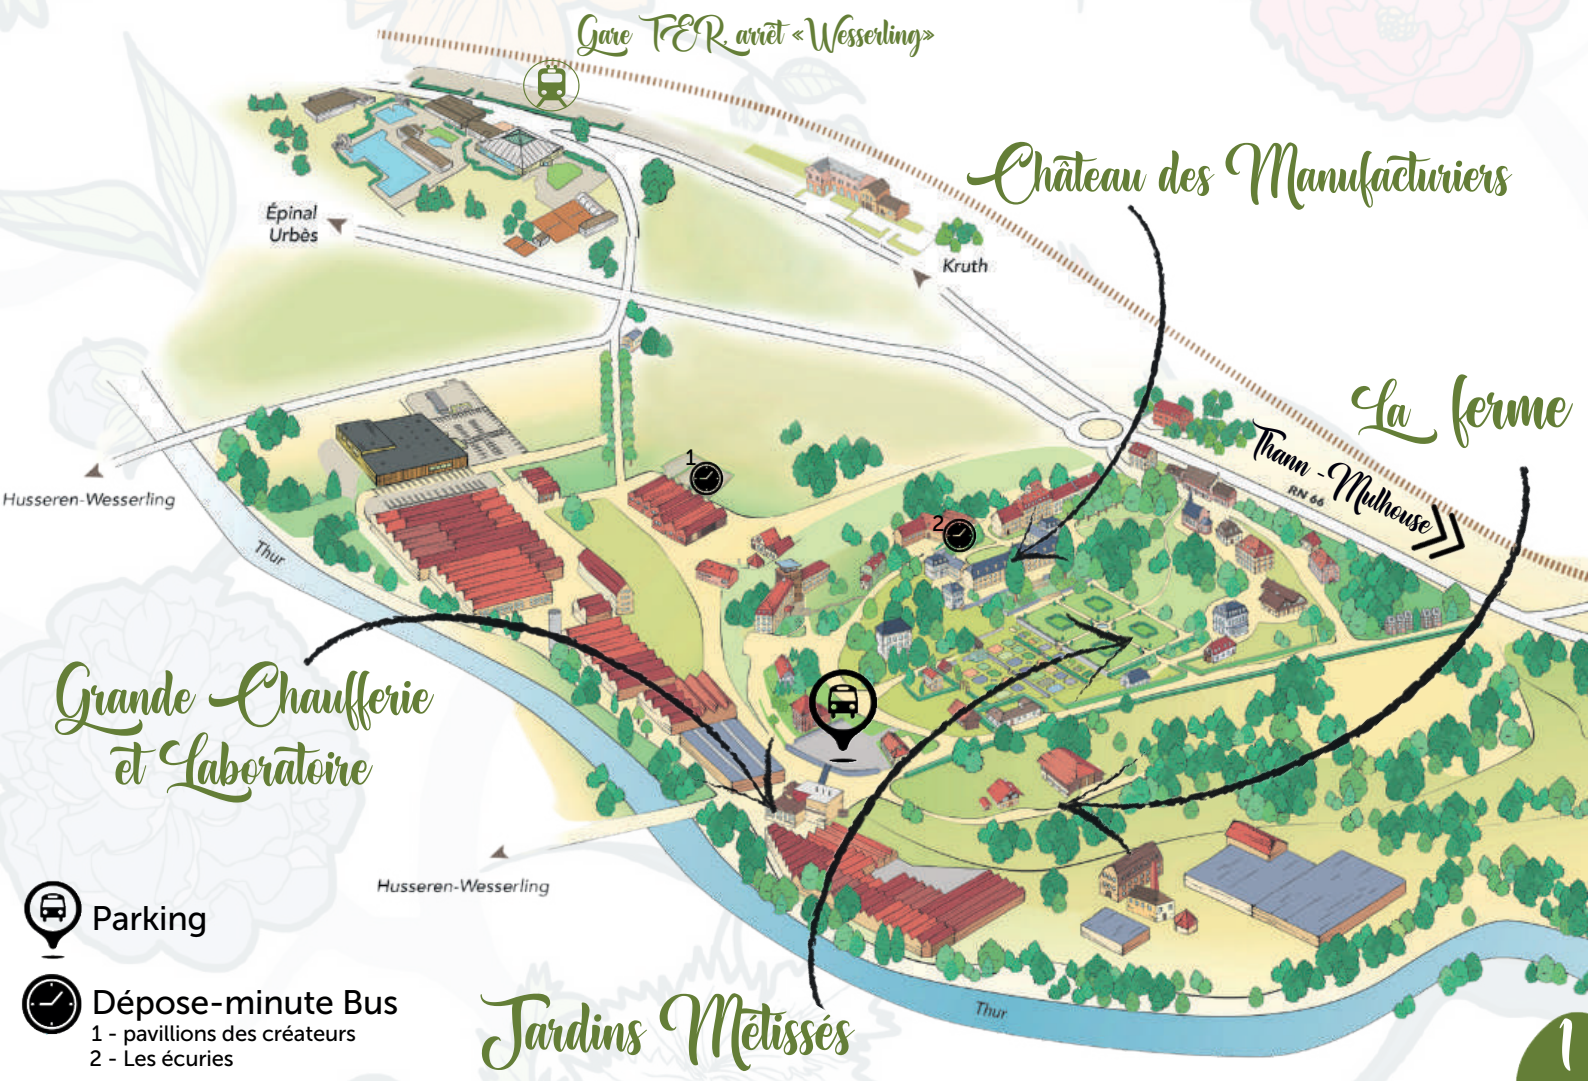 Gare TER, arrêt «Wesserling»
Château des Manufacturiers
Épinal
Urbès
Kruth
La ferme
Thann - Mulhouse
RN 66
1
2
Husseren-Wesserling
Thur
Grande Chaufferie
et Laboratoire
Husseren-Wesserling
Parking
Dépose-minute Bus
1 - pavillions des créateurs
2 - Les écuries
Jardins Métissés
Thur
1